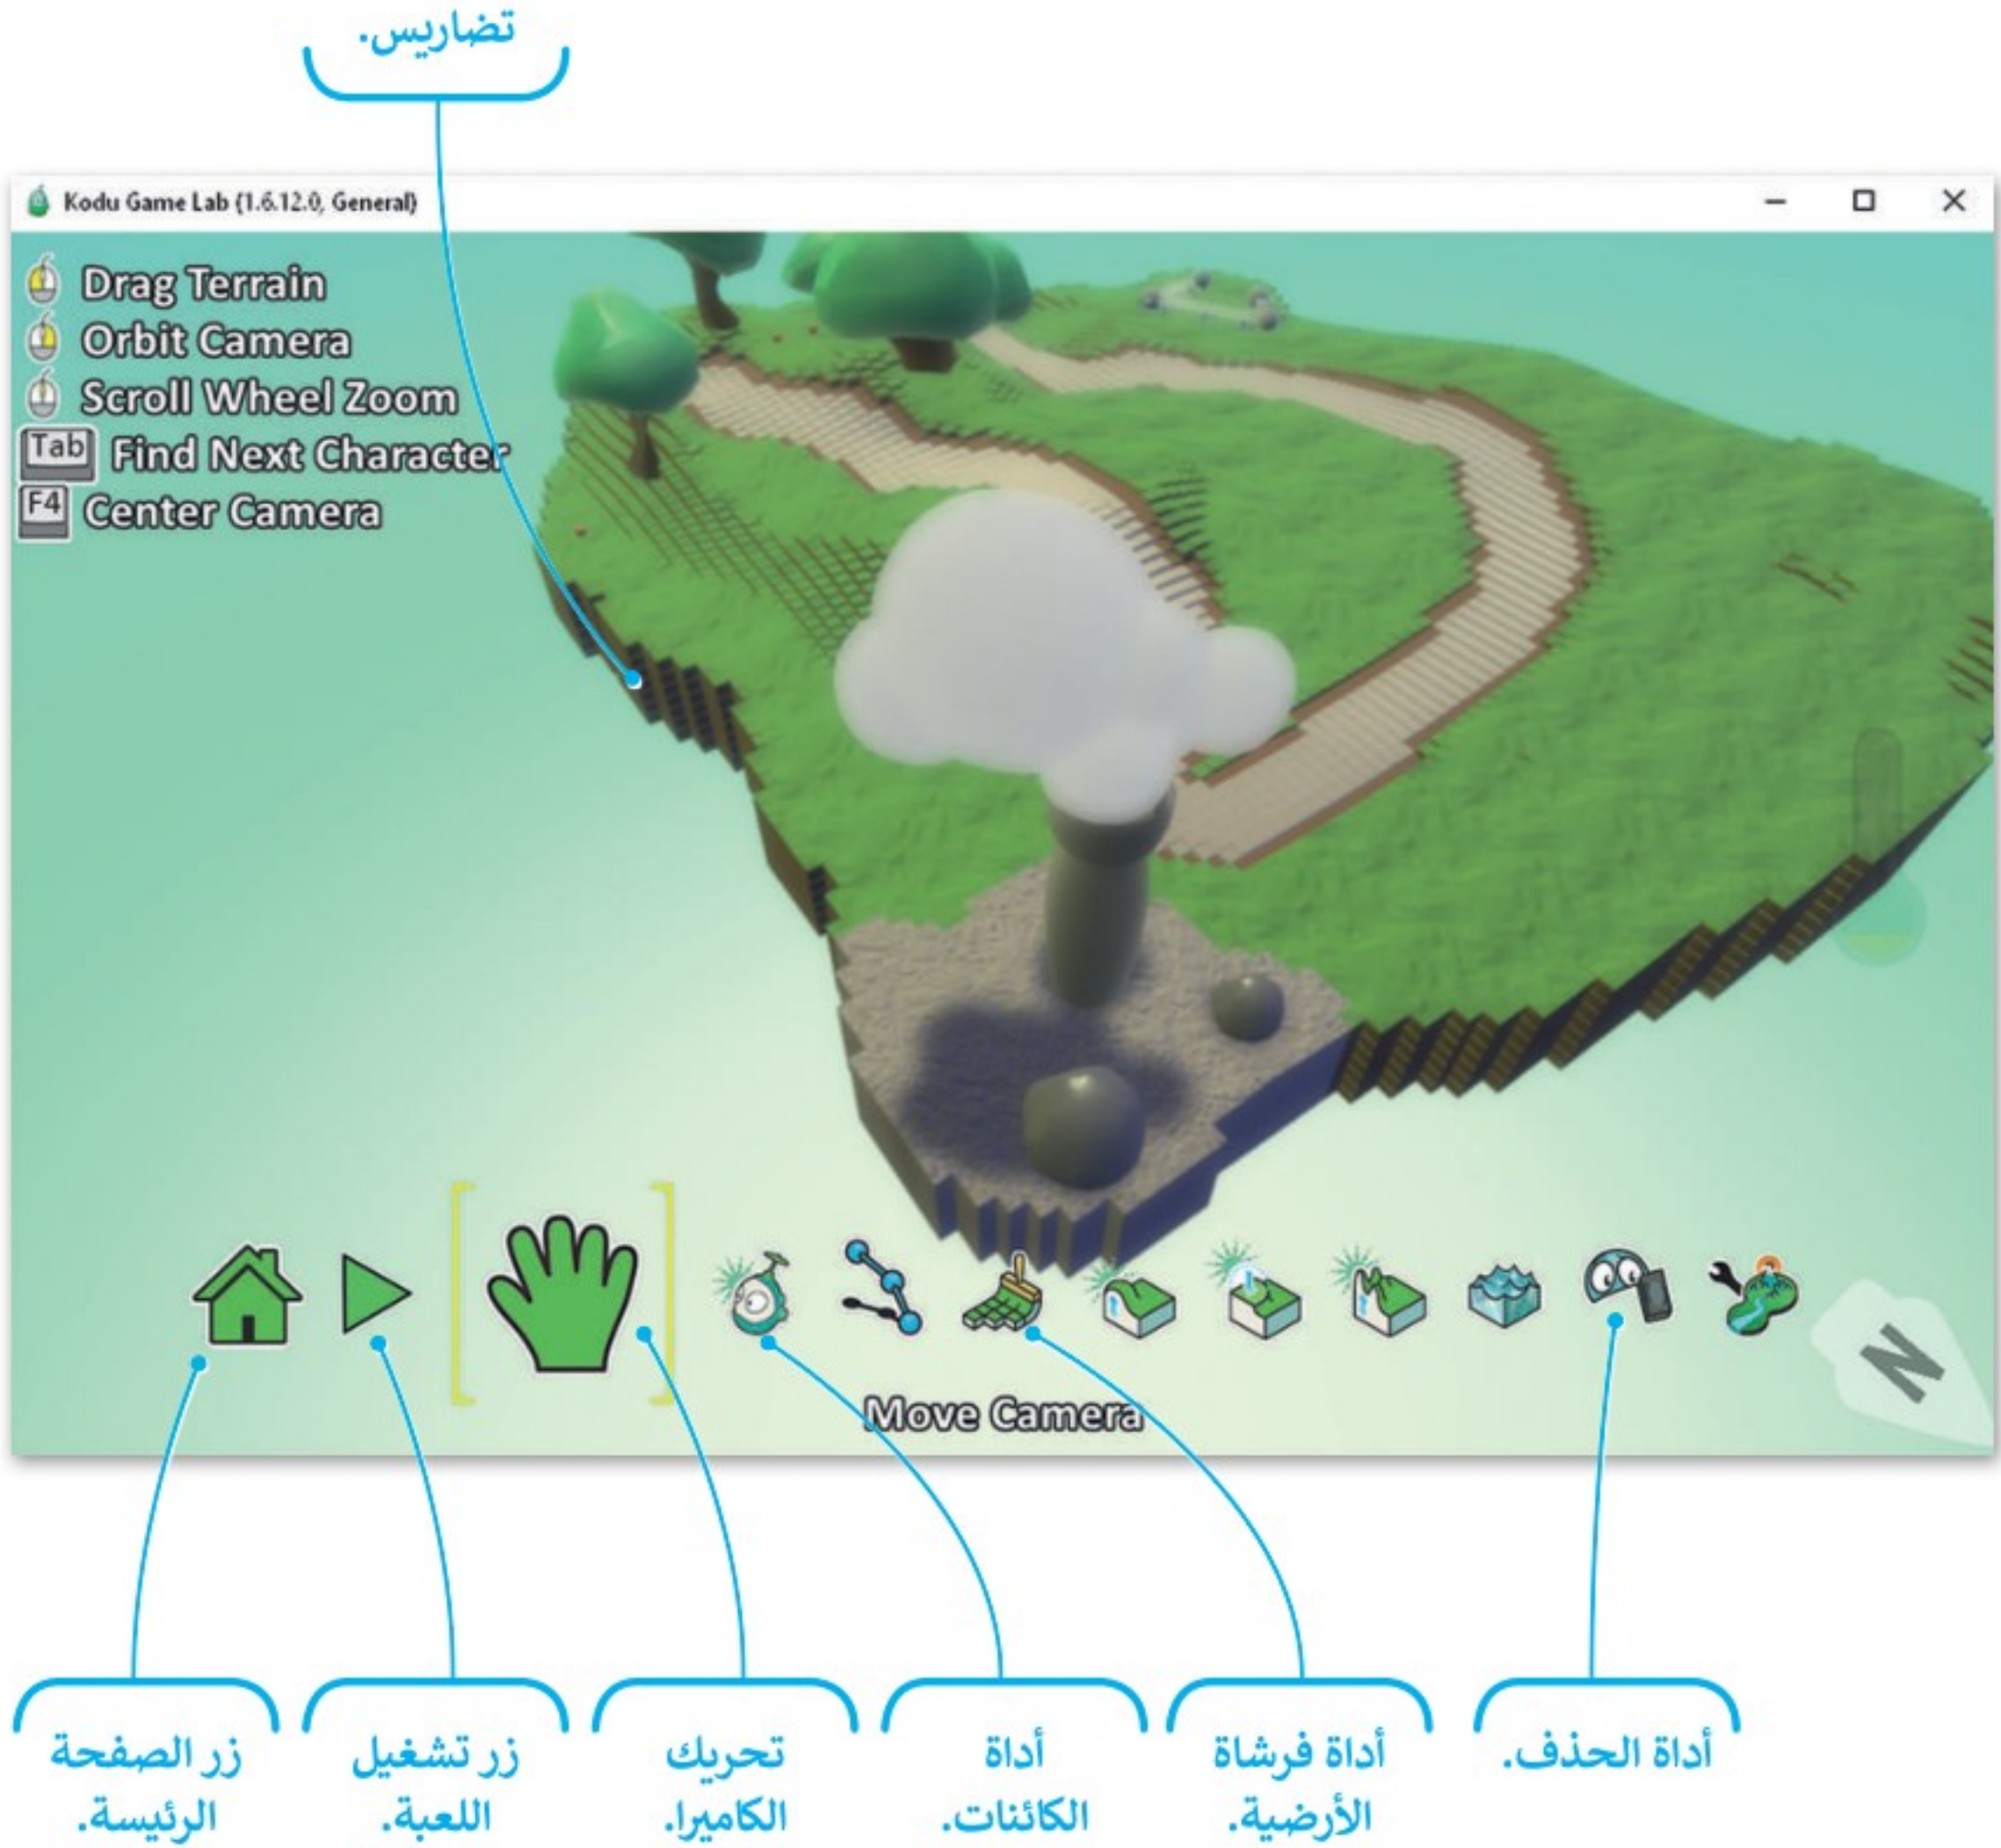 تضاريس.
Kodu Game Lab (1.6.12.0, General)
Drag Terrain
Orbit Camera
Scroll Wheel Zoom
Tab Find Next Character
F4 Center Camera
N
Move Camera
زر الصفحة
الرئيسة.
زر تشغيل
اللعبة.
تحريك
الكاميرا.
أداة
الكائنات.
أداة فرشاة
الأرضية.
أداة الحذف.